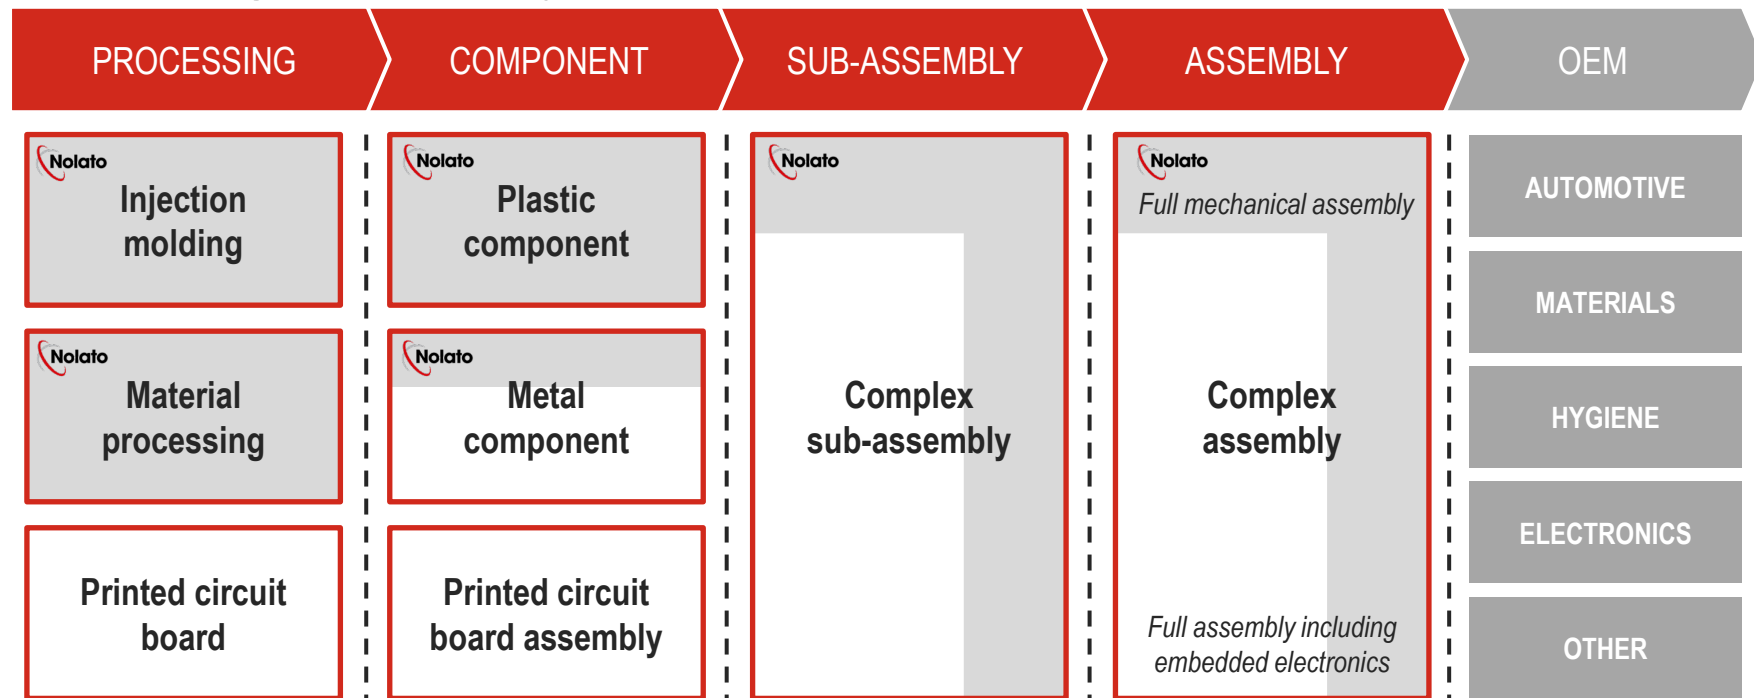 PROCESSING
COMPONENT
SUB-ASSEMBLY
ASSEMBLY
OEM
Nolato
Injection
molding
Nolato
Material
processing
Printed circuit
board
Nolato
Plastic
component
Nolato
Metal
component
Printed circuit
board assembly
Nolato
Complex
sub-assembly
Nolato
Full mechanical assembly
Complex
assembly
Full assembly including
embedded electronics
AUTOMOTIVE
MATERIALS
HYGIENE
ELECTRONICS
OTHER